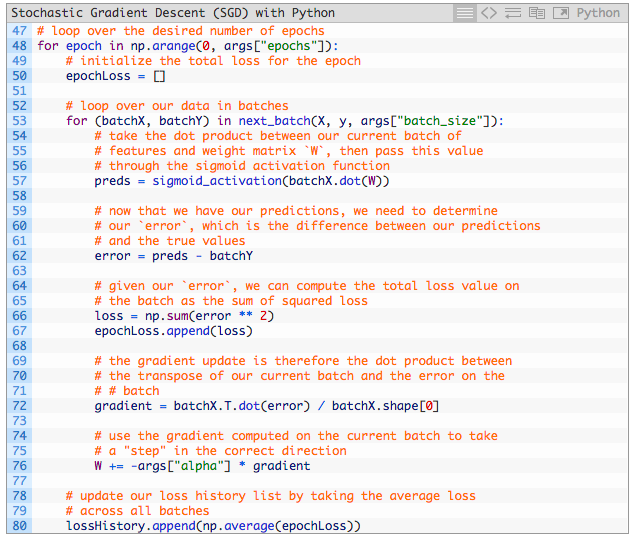 Stochastic Gradient Descent (SGD) with Python Python
47 # loop over the desired number of epochs
48 for epoch in np.arange(0, args["epochs"]):
49 # initialize the total loss for the epoch
50 epochLoss = []
51
52 # loop over our data in batches
53 for (batchX, batchY) in next_batch(X, y, args["batch_size"]):
54 # take the dot product between our current batch of
55 # features and weight matrix `W`, then pass this value
56 # through the sigmoid activation function
57 preds = sigmoid_activation(batchX.dot(W))
58
59 # now that we have our predictions, we need to determine
60 # our `error`, which is the difference between our predictions
61 # and the true values
62 error = preds - batchY
63
64 # given our `error`, we can compute the total loss value on
65 # the batch as the sum of squared loss
66 loss = np.sum(error ** 2)
67 epochLoss.append(loss)
68
69 # the gradient update is therefore the dot product between
70 # the transpose of our current batch and the error on the
71 # # batch
72 gradient = batchX.T.dot(error) / batchX.shape[0]
73
74 # use the gradient computed on the current batch to take
75 # a "step" in the correct direction
76 W += -args["alpha"] * gradient
77
78 # update our loss history list by taking the average loss
79 # across all batches
80 lossHistory.append(np.average(epochLoss))